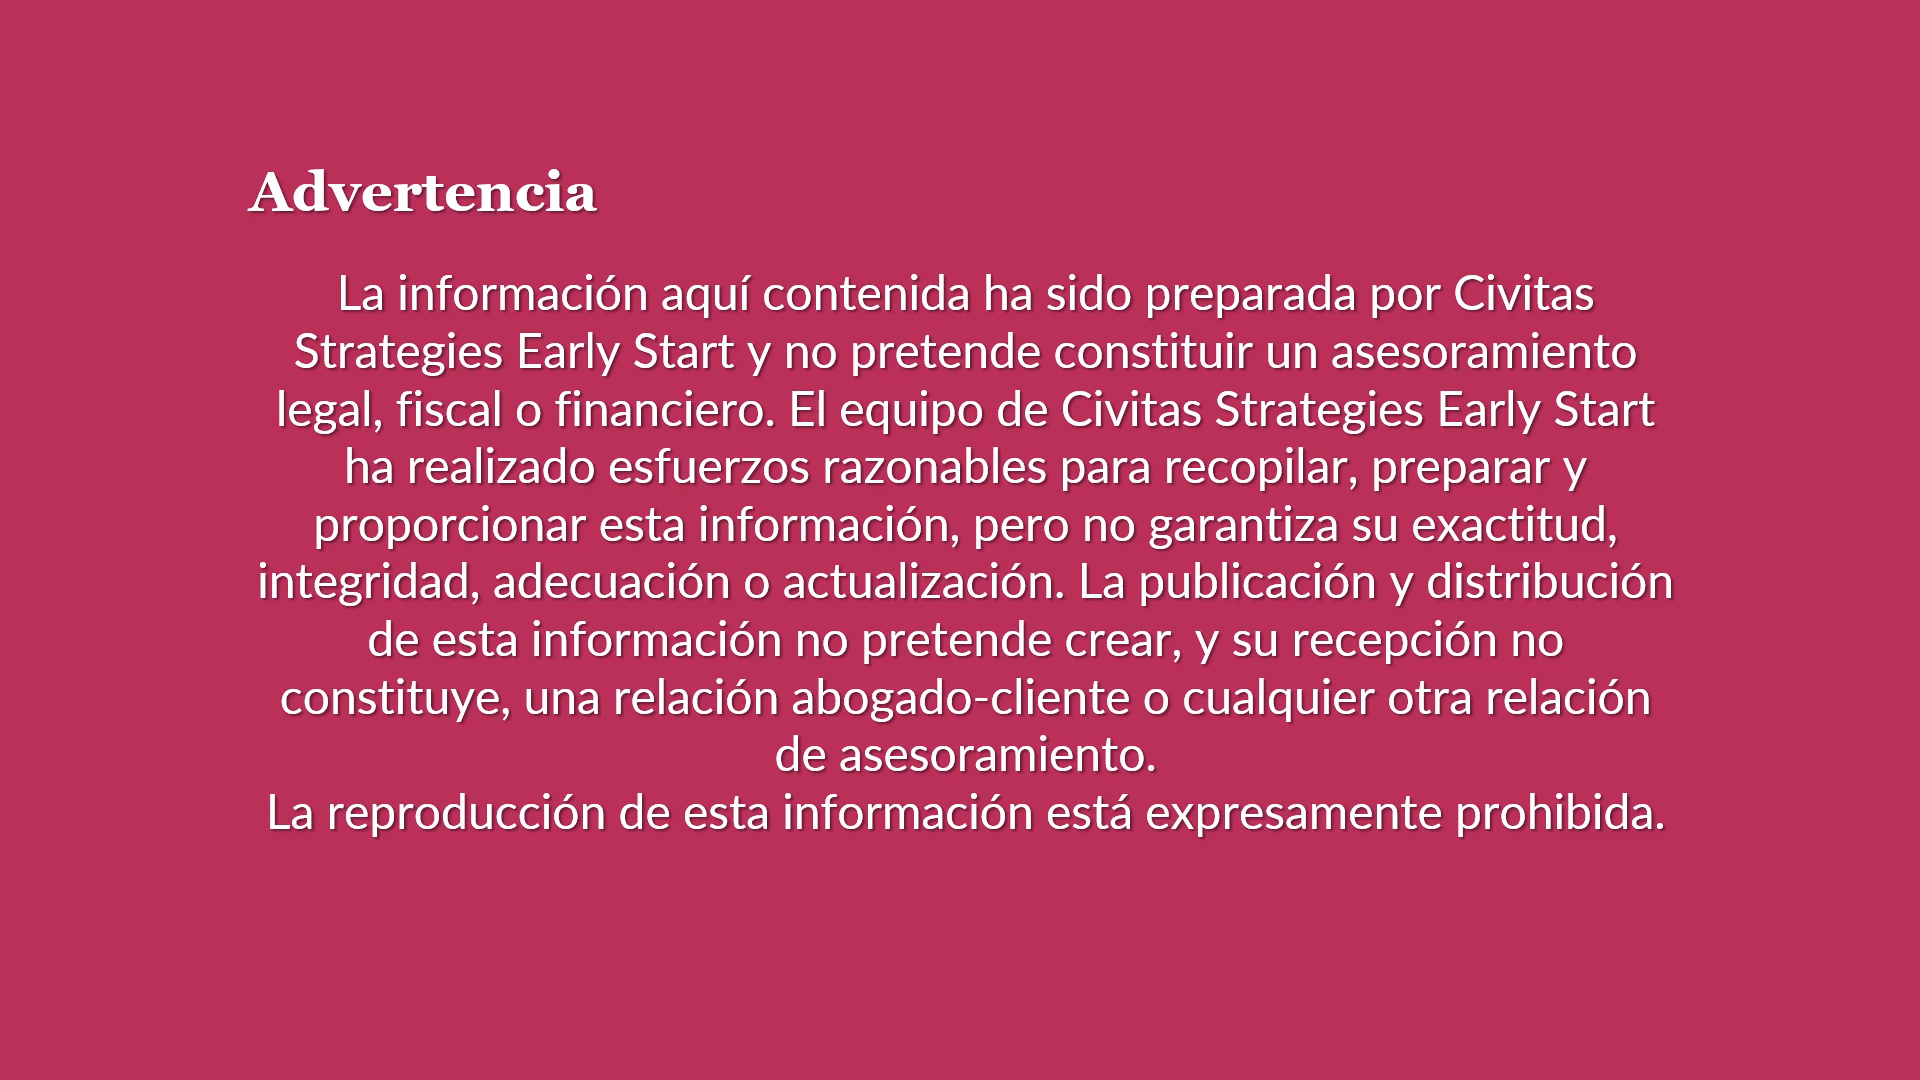 Advertencia
La información aquí contenida ha sido preparada por Civitas
Strategies Early Start y no pretende constituir un asesoramiento
legal, fiscal o financiero. El equipo de Civitas Strategies Early Start
ha realizado esfuerzos razonables para recopilar, preparar y
proporcionar esta información, pero no garantiza su exactitud,
integridad, adecuación o actualización. La publicación y distribución
de esta información no pretende crear, y su recepción no
constituye, una relación abogado-cliente o cualquier otra relación
de asesoramiento.
La reproducción de esta información está expresamente prohibida.